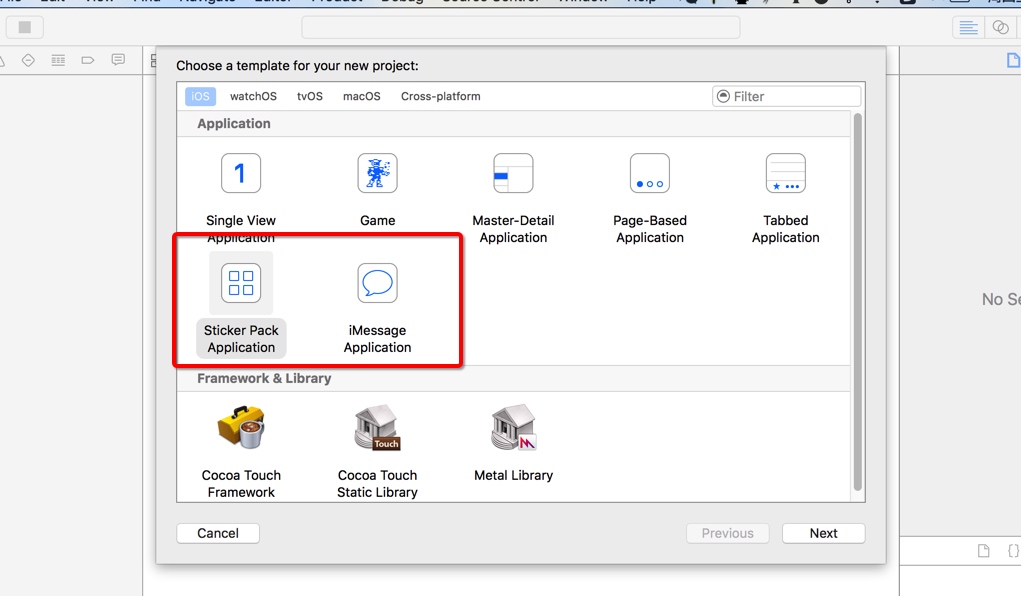 Choose a template for your new project:
iOS watchOS tvOS macOS Cross-platform Filter
Application
1
Single View
Application
Game
Master-Detail
Application
Page-Based
Application
Tabbed
Application
Sticker Pack
Application
iMessage
Application
Framework & Library
Touch
Cocoa Touch
Framework
Cocoa Touch
Static Library
Metal Library
Cancel Previous Next
No Se
{}